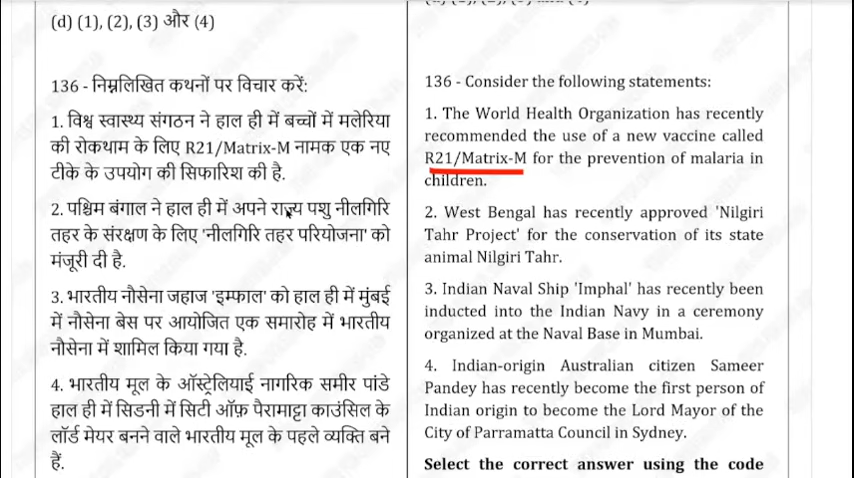 (d) (1), (2), (3) और (4)
136 - निम्नलिखित कथनों पर विचार करें:
1. विश्व स्वास्थ्य संगठन ने हाल ही में बच्चों में मलेरिया
की रोकथाम के लिए R21/Matrix-M नामक एक नए
टीके के उपयोग की सिफारिश की है.
2. पश्चिम बंगाल ने हाल ही में अपने राज्य पशु नीलगिरि
तहर के संरक्षण के लिए 'नीलगिरि तहर परियोजना' को
मंजूरी दी है.
3. भारतीय नौसेना जहाज 'इम्फाल' को हाल ही में मुंबई
में नौसेना बेस पर आयोजित एक समारोह में भारतीय
नौसेना में शामिल किया गया है.
4. भारतीय मूल के ऑस्ट्रेलियाई नागरिक समीर पांडे
हाल ही में सिडनी में सिटी ऑफ़ पैरामाट्टा काउंसिल के
लॉर्ड मेयर बनने वाले भारतीय मूल के पहले व्यक्ति बने
हैं.
136 - Consider the following statements:
1. The World Health Organization has recently
recommended the use of a new vaccine called
R21/Matrix-M for the prevention of malaria in
children.
2. West Bengal has recently approved 'Nilgiri
Tahr Project' for the conservation of its state
animal Nilgiri Tahr.
3. Indian Naval Ship 'Imphal' has recently been
inducted into the Indian Navy in a ceremony
organized at the Naval Base in Mumbai.
4. Indian-origin Australian citizen Sameer
Pandey has recently become the first person of
Indian origin to become the Lord Mayor of the
City of Parramatta Council in Sydney.
Select the correct answer using the code